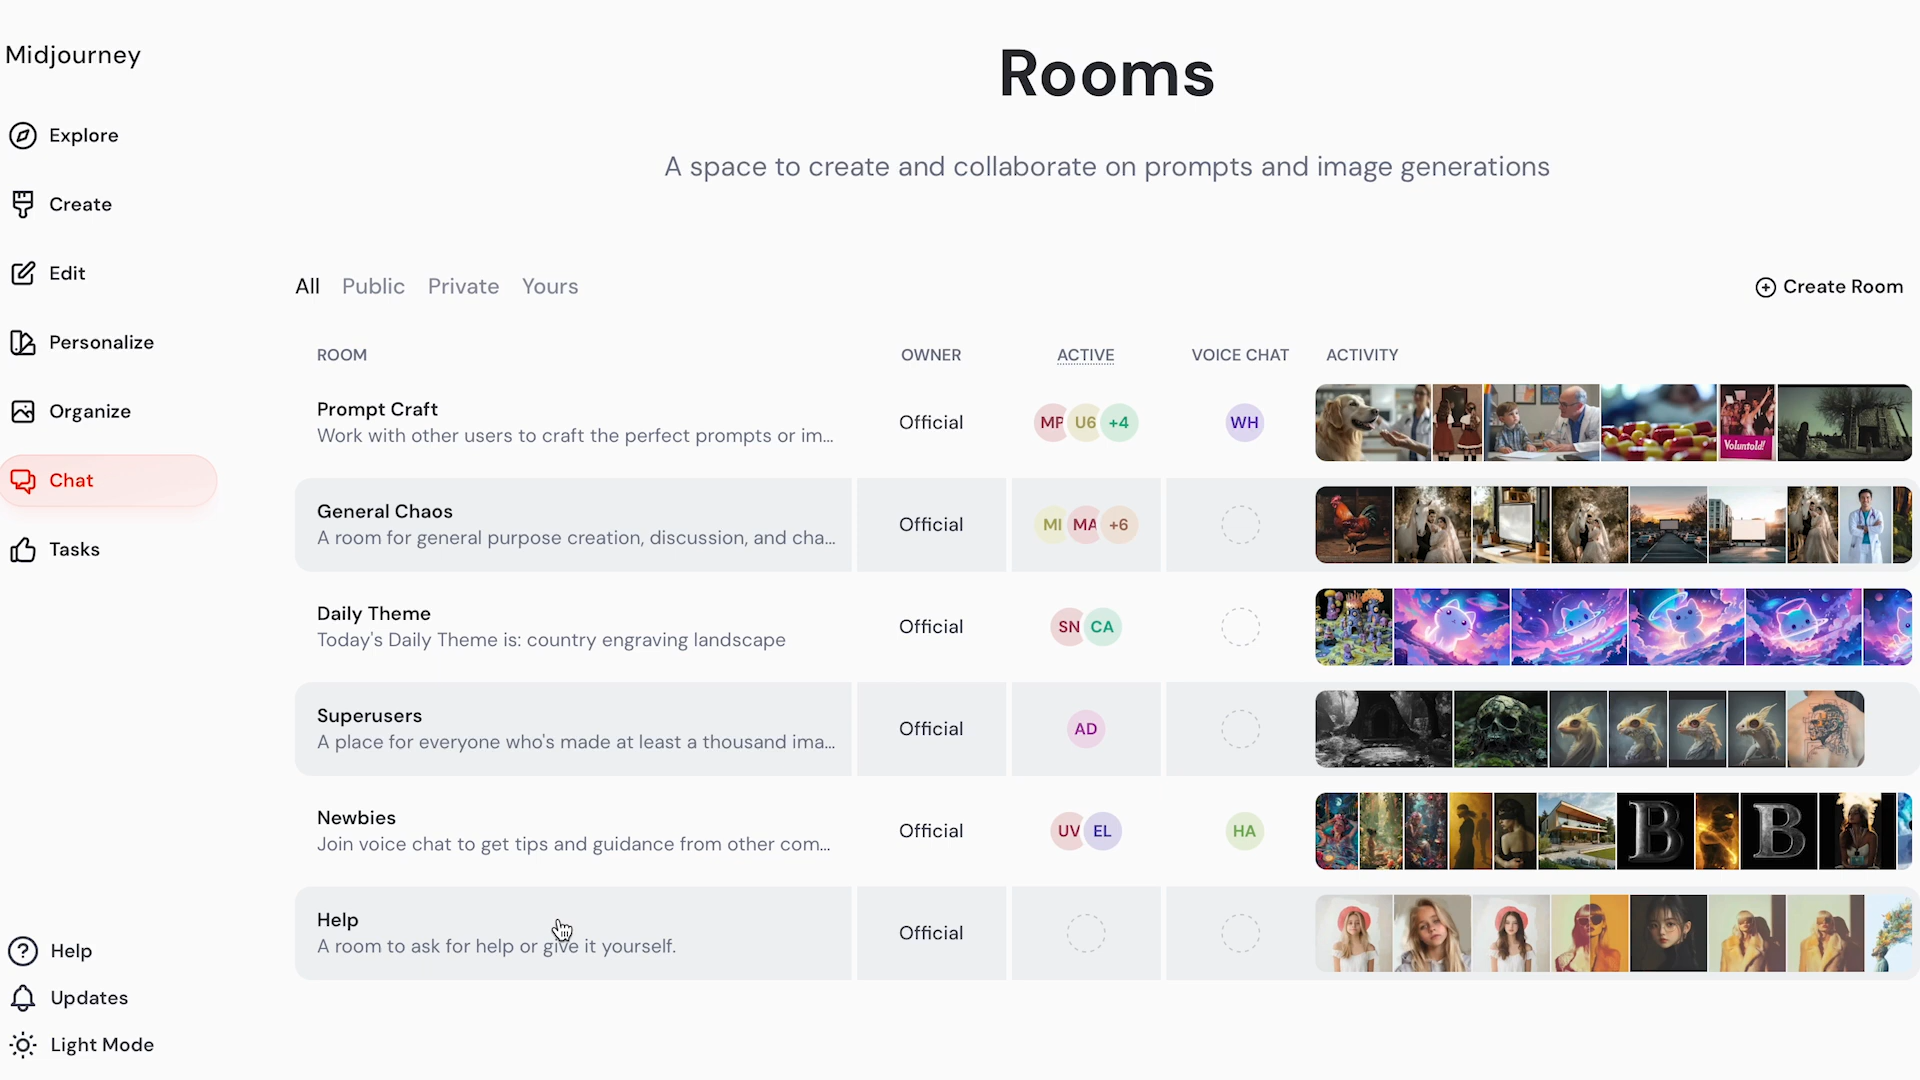 Midjourney
Explore
Create
Edit
Personalize
Organize
Chat
Tasks
Help
Updates
Light Mode
Rooms
A space to create and collaborate on prompts and image generations
All Public Private Yours
Create Room
ROOM OWNER ACTIVE VOICE CHAT ACTIVITY
Prompt Craft
Work with other users to craft the perfect prompts or im...
Official
MP U6 +4
WH
Voluntold!
General Chaos
A room for general purpose creation, discussion, and cha...
Official
MI MA +6
Daily Theme
Today's Daily Theme is: country engraving landscape
Official
SN CA
Superusers
A place for everyone who's made at least a thousand ima...
Official
AD
Newbies
Join voice chat to get tips and guidance from other com...
Official
UV EL
HA
B
B
Help
A room to ask for help or give it yourself.
Official